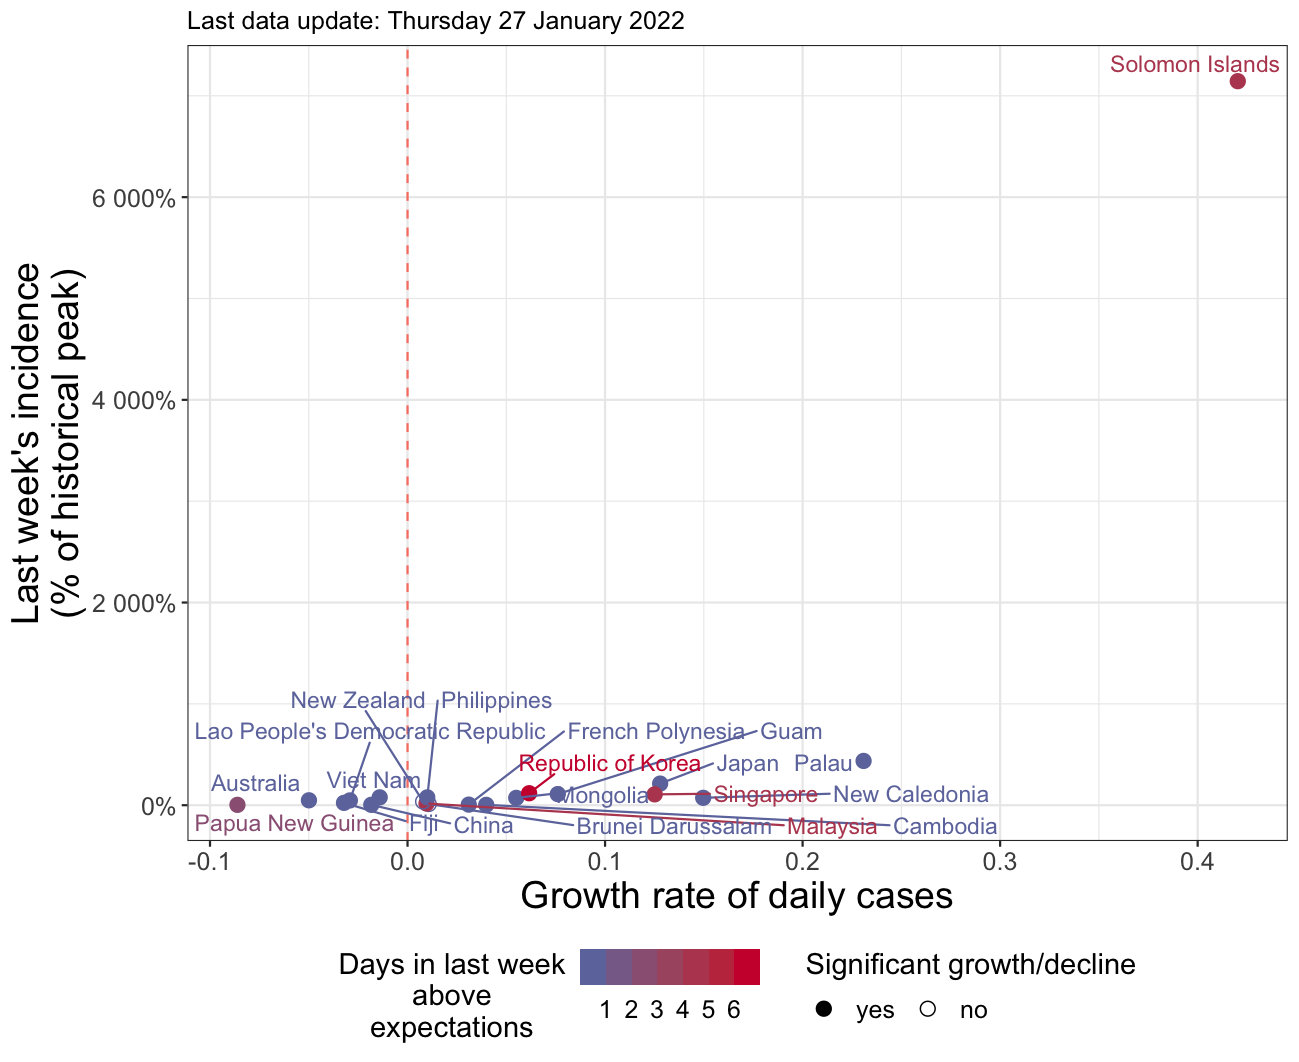 Last data update: Thursday 27 January 2022
Solomon Islands
6 000%
4 000%
2 000%
0%
Last week's incidence
(% of historical peak)
New Zealand
Philippines
Lao People's Democratic Republic
French Polynesia
Guam
Republic of Korea
Japan
Palau
Australia
Viet Nam
Mongolia
Singapore
New Caledonia
Papua New Guinea
Fiji
China
Brunei Darussalam
Malaysia
Cambodia
-0.1
0.0
0.1
0.2
0.3
0.4
Growth rate of daily cases
Days in last week
above
expectations
1 2 3 4 5 6
Significant growth/decline
yes
no